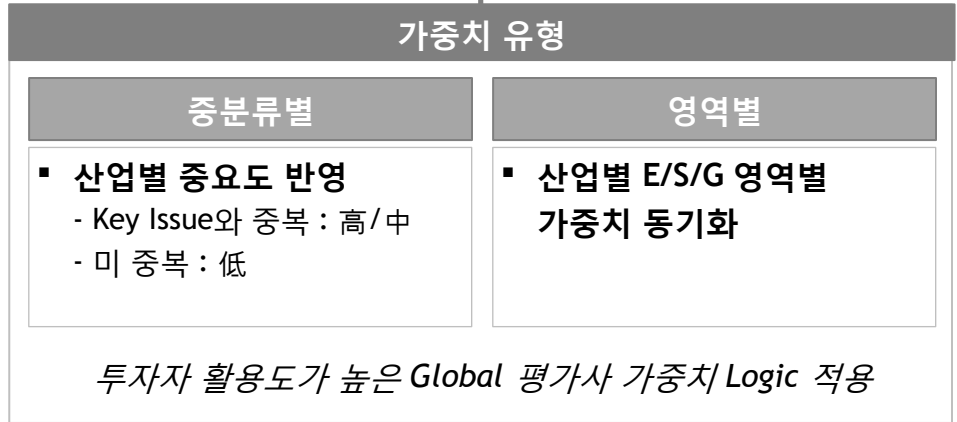 가중치 유형
중분류별
영역별
▪ 산업별 중요도 반영
- Key Issue와 중복 : 高/中
- 미 중복 : 低
▪ 산업별 E/S/G 영역별
가중치 동기화
투자자 활용도가 높은 Global 평가사 가중치 Logic 적용